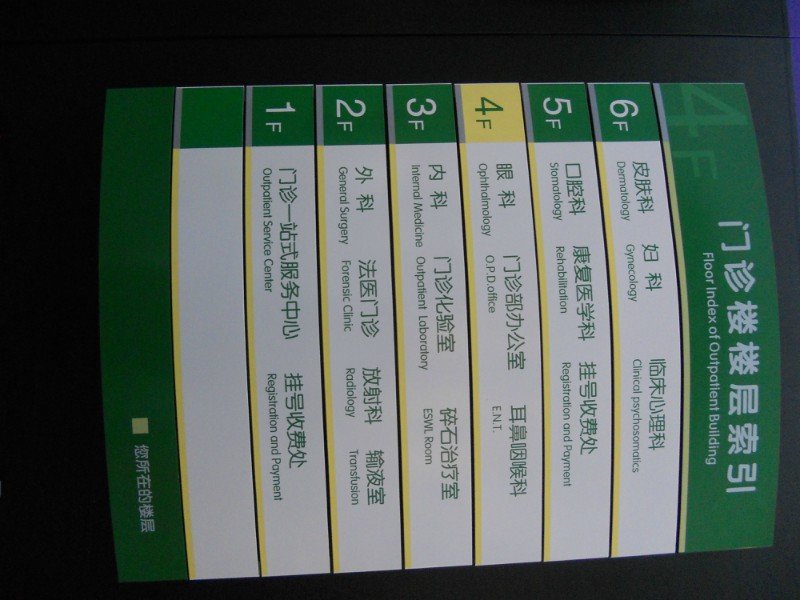 4F
门诊楼楼层索引
Floor Index of Outpatient Building
6F 皮肤科 妇科 临床心理科
Dermatology Gynecology Clinical psychosomatics
5F 口腔科 康复医学科 挂号收费处
Stomatology Rehabilitation Registration and Payment
4F 眼科 门诊部办公室 耳鼻咽喉科
Ophthalmology O.P.D.office E.N.T.
3F 内科 门诊化验室 碎石治疗室
Internal Medicine Outpatient Laboratory ESWL Room
2F 外科 法医门诊 放射科 输液室
General Surgery Forensic Clinic Radiology Transfusion
1F 门诊一站式服务中心 挂号收费处
Outpatient Service Center Registration and Payment
您所在的楼层